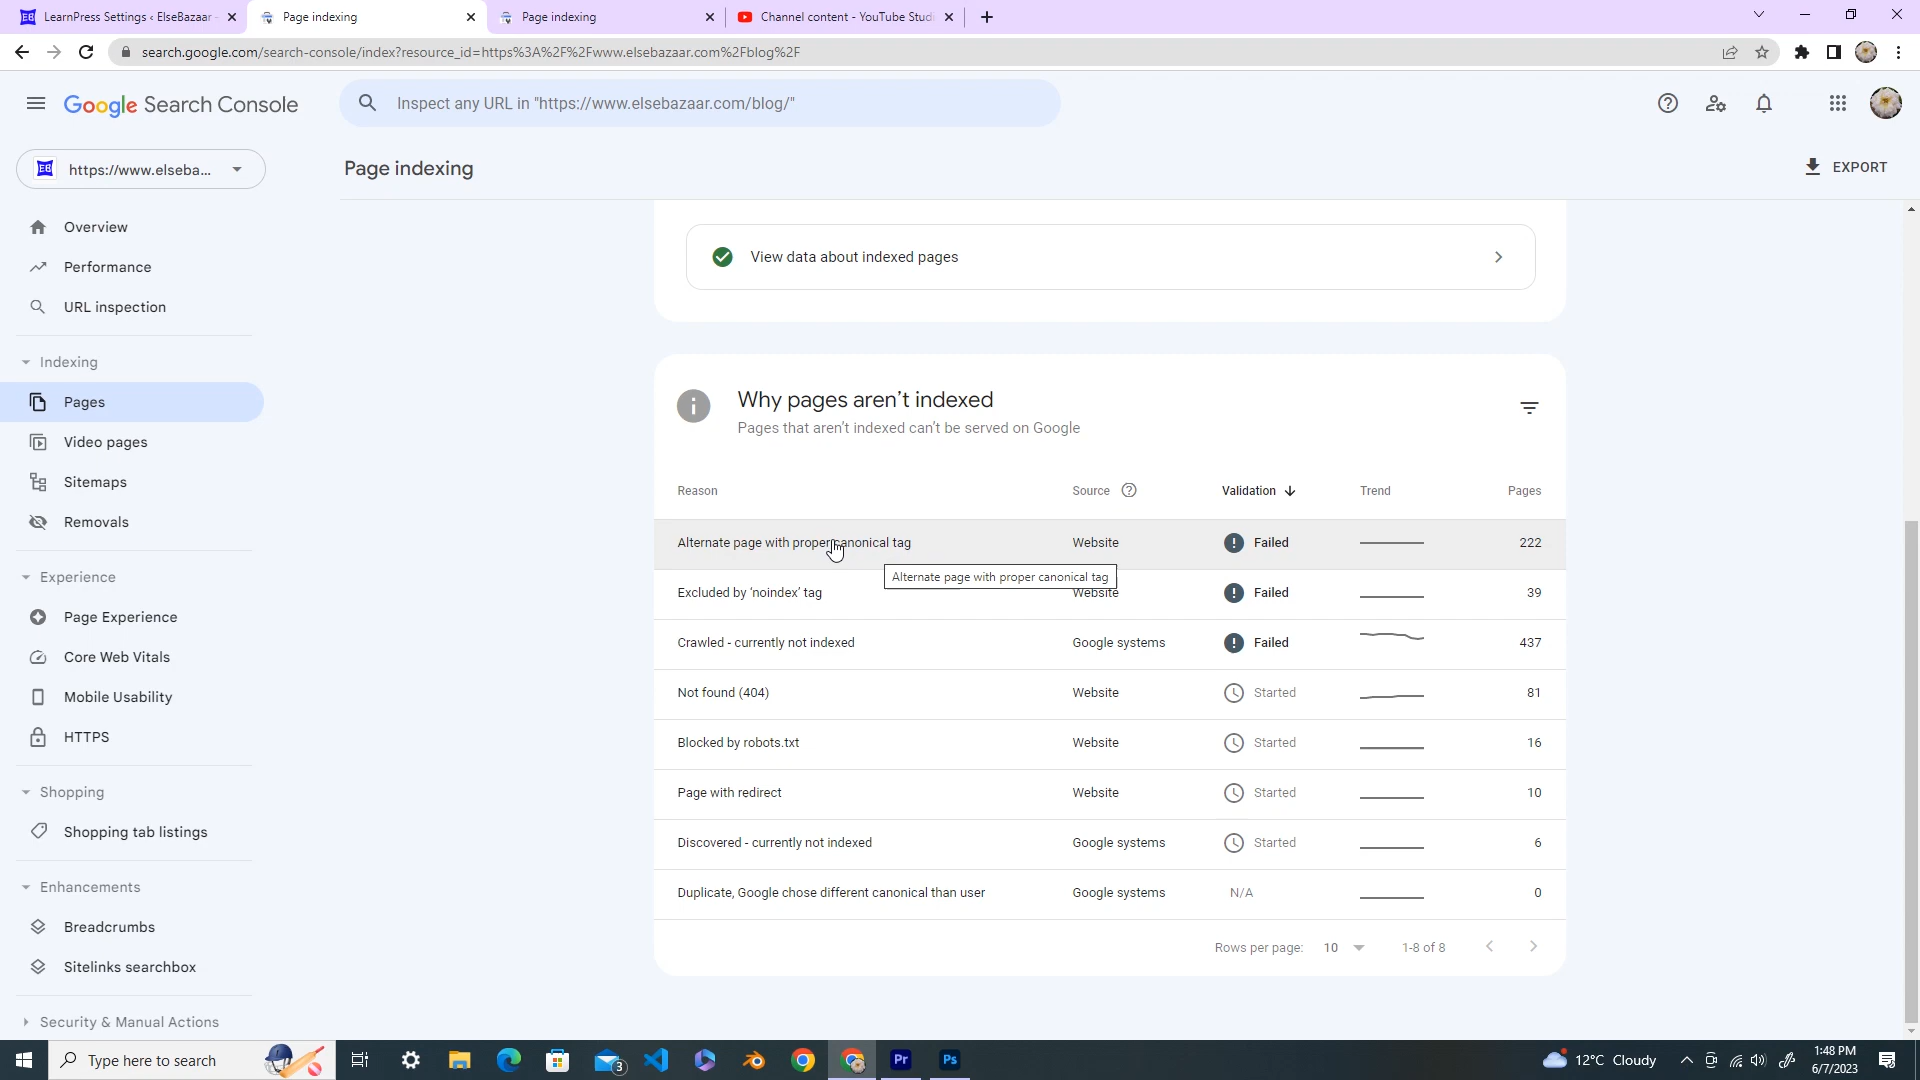 LearnPress Settings ‹ ElseBazaar -
Page indexing
Page indexing
Channel content - YouTube Studi
search.google.com/search-console/index?resource_id=https%3A%2F%2Fwww.elsebazaar.com%2Fblog%2F
Google Search Console
Inspect any URL in "https://www.elsebazaar.com/blog/"
EB https://www.elseba...
Page indexing
EXPORT
Overview
Performance
URL inspection
Indexing
Pages
Video pages
Sitemaps
Removals
Experience
Page Experience
Core Web Vitals
Mobile Usability
HTTPS
Shopping
Shopping tab listings
Enhancements
Breadcrumbs
Sitelinks searchbox
Security & Manual Actions
View data about indexed pages
Why pages aren’t indexed
Pages that aren’t indexed can’t be served on Google
Reason Source Validation Trend Pages
Alternate page with proper canonical tag Website Failed 222
Alternate page with proper canonical tag
Excluded by ‘noindex’ tag Website Failed 39
Crawled - currently not indexed Google systems Failed 437
Not found (404) Website Started 81
Blocked by robots.txt Website Started 16
Page with redirect Website Started 10
Discovered - currently not indexed Google systems Started 6
Duplicate, Google chose different canonical than user Google systems N/A 0
Rows per page: 10 1-8 of 8
Type here to search
3
Pr
Ps
12°C Cloudy
1:48 PM
6/7/2023